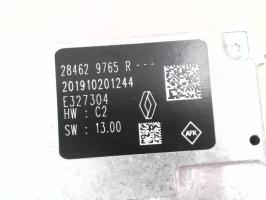 28462 9765 R ---
201910201244
E327304
HW : C2
SW : 13.00
AFK